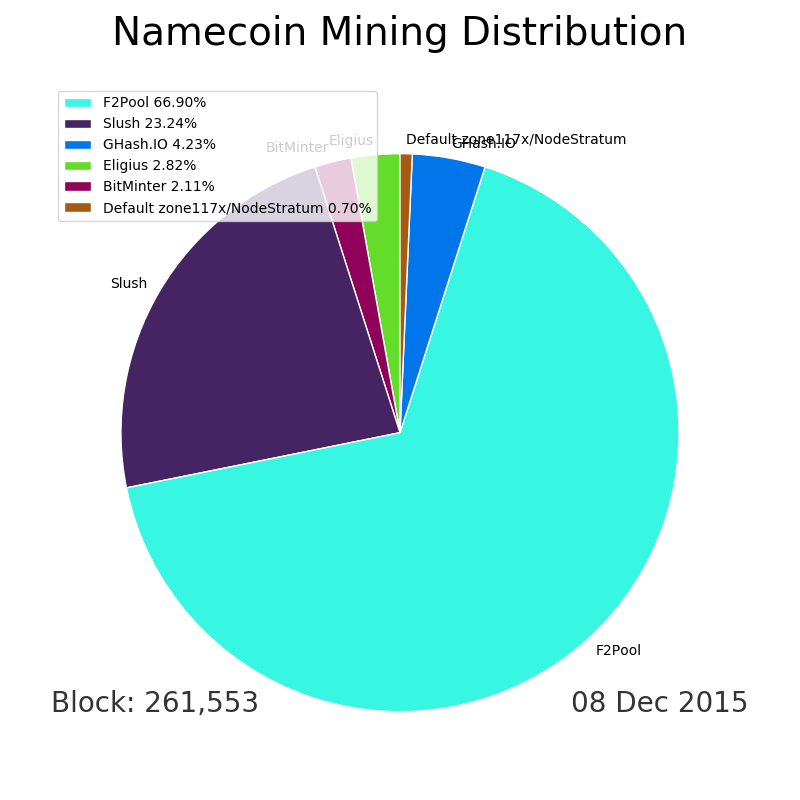 Namecoin Mining Distribution
F2Pool 66.90%
Slush 23.24%
GHash.IO 4.23%
Eligius 2.82%
BitMinter 2.11%
Default zone117x/NodeStratum 0.70%
BitMinter
Eligius
Default zone117x/NodeStratum
GHash.IO
Slush
F2Pool
Block: 261,553
08 Dec 2015